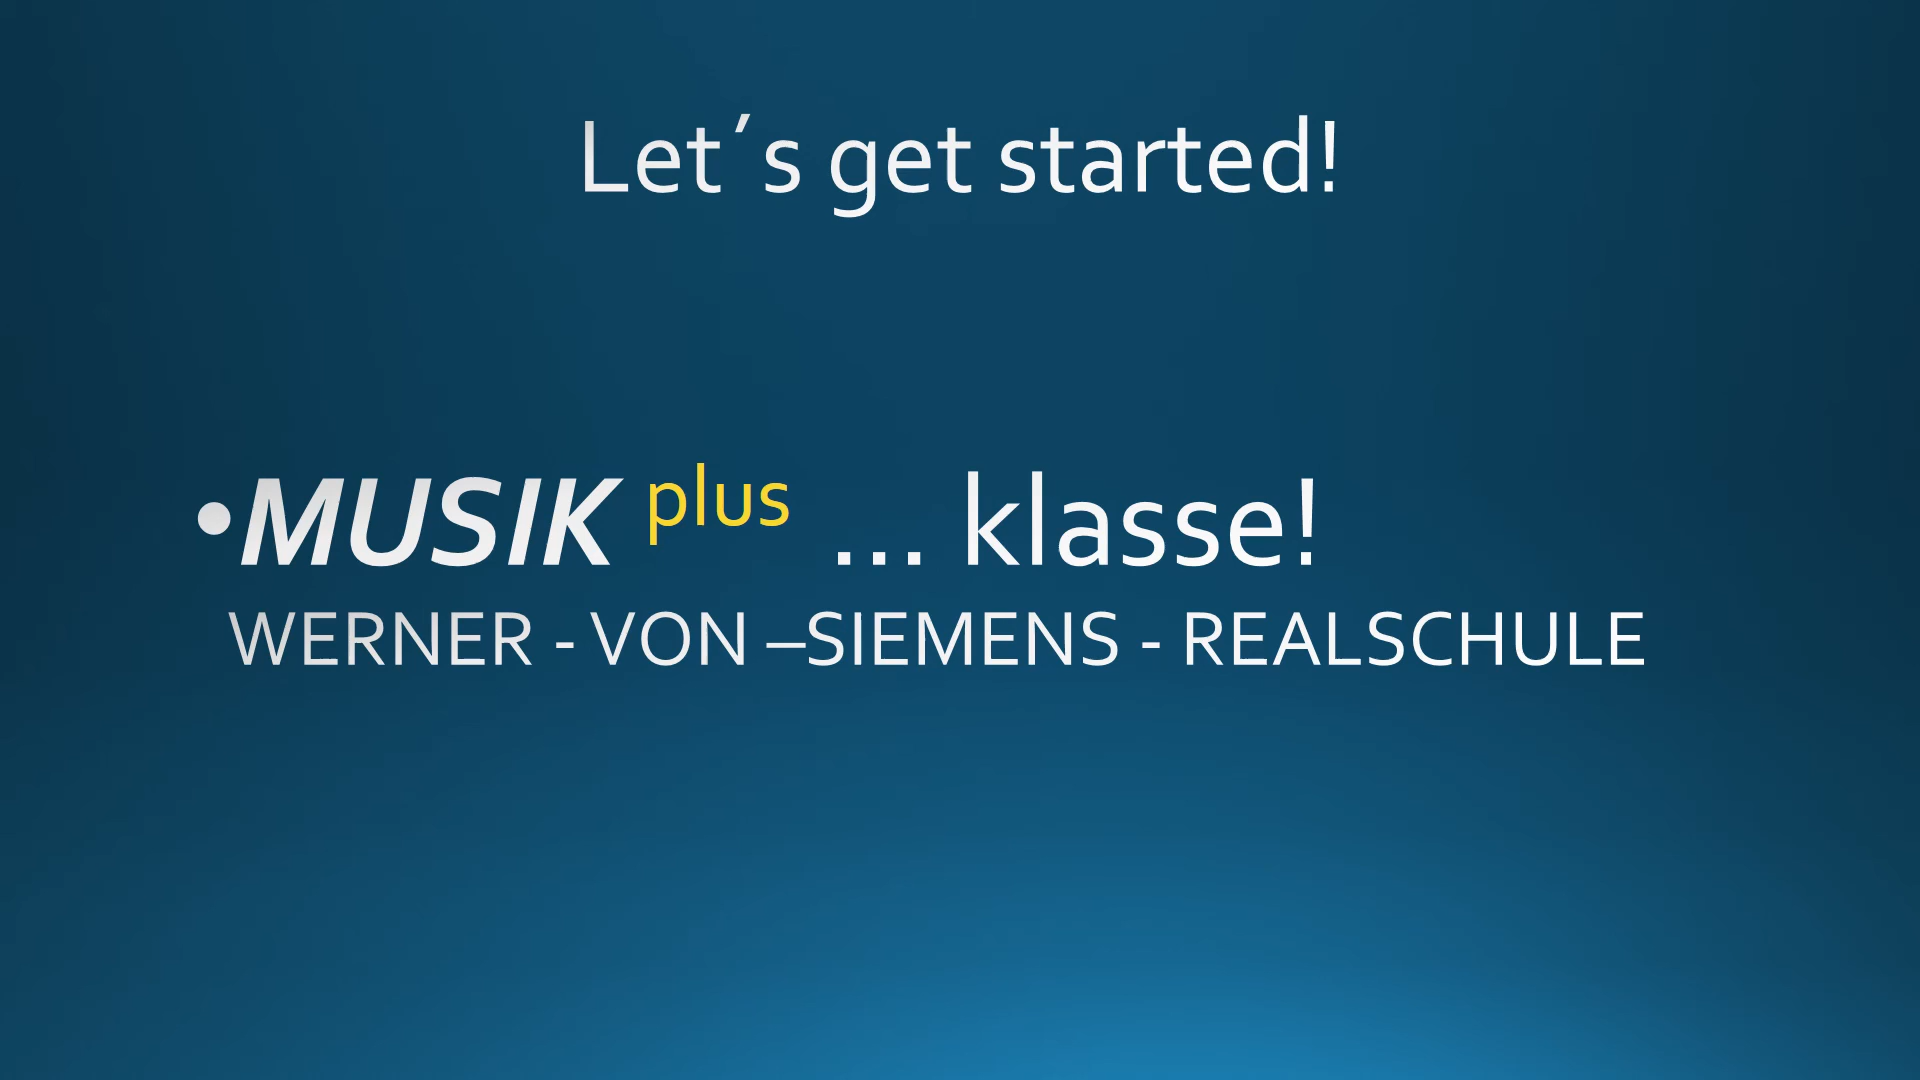 Let´s get started!
•MUSIK plus ... klasse!
WERNER - VON –SIEMENS - REALSCHULE